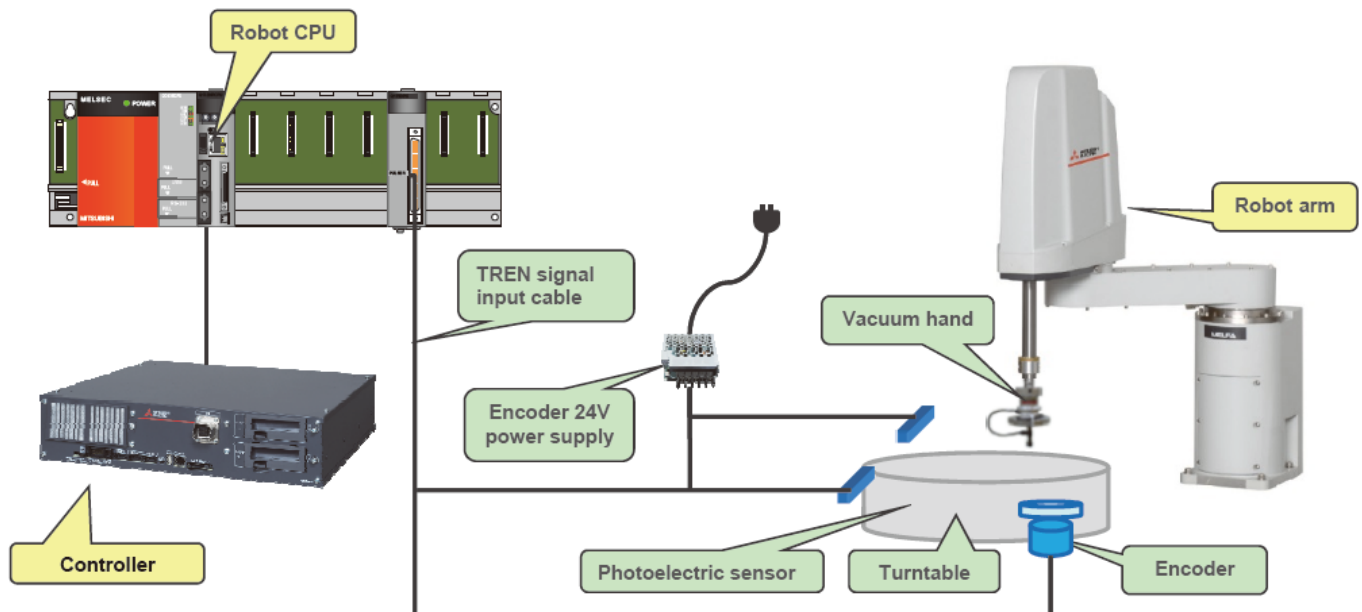 Robot CPU
MELSEC
POWER
PULL
MITSUBISHI
TREN signal
input cable
Robot arm
Vacuum hand
MELFA
Encoder 24V
power supply
Controller
Photoelectric sensor
Turntable
Encoder